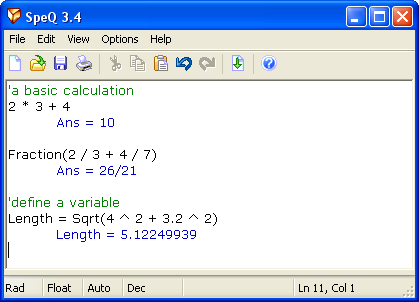 SpeQ 3.4
File Edit View Options Help
'a basic calculation
2 * 3 + 4
Ans = 10
Fraction(2 / 3 + 4 / 7)
Ans = 26/21
'define a variable
Length = Sqrt(4 ^ 2 + 3.2 ^ 2)
Length = 5.12249939
Rad Float Auto Dec Ln 11, Col 1